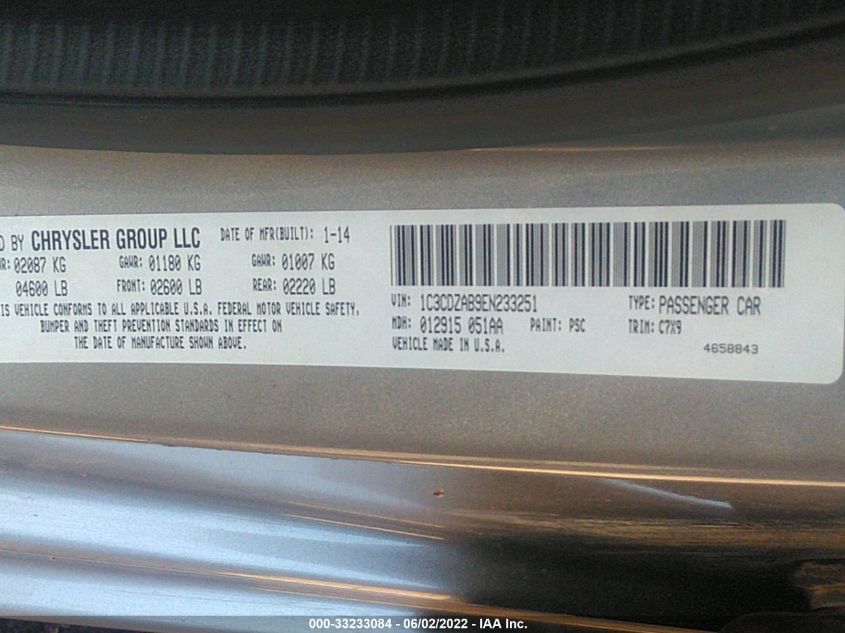 D BY CHRYSLER GROUP LLC DATE OF MFR(BUILT): 1-14
R: 02087 KG GAWR: 01180 KG GAWR: 01007 KG
04600 LB FRONT: 02600 LB REAR: 02220 LB
IS VEHICLE CONFORMS TO ALL APPLICABLE U.S.A. FEDERAL MOTOR VEHICLE SAFETY,
BUMPER AND THEFT PREVENTION STANDARDS IN EFFECT ON
THE DATE OF MANUFACTURE SHOWN ABOVE.
VIN: 1C3CDZAB9EN233251 TYPE: PASSENGER CAR
MDH: 012915 051AA PAINT: PSC TRIM: C7X9
VEHICLE MADE IN U.S.A. 4658843
000-33233084 - 06/02/2022 - IAA Inc.